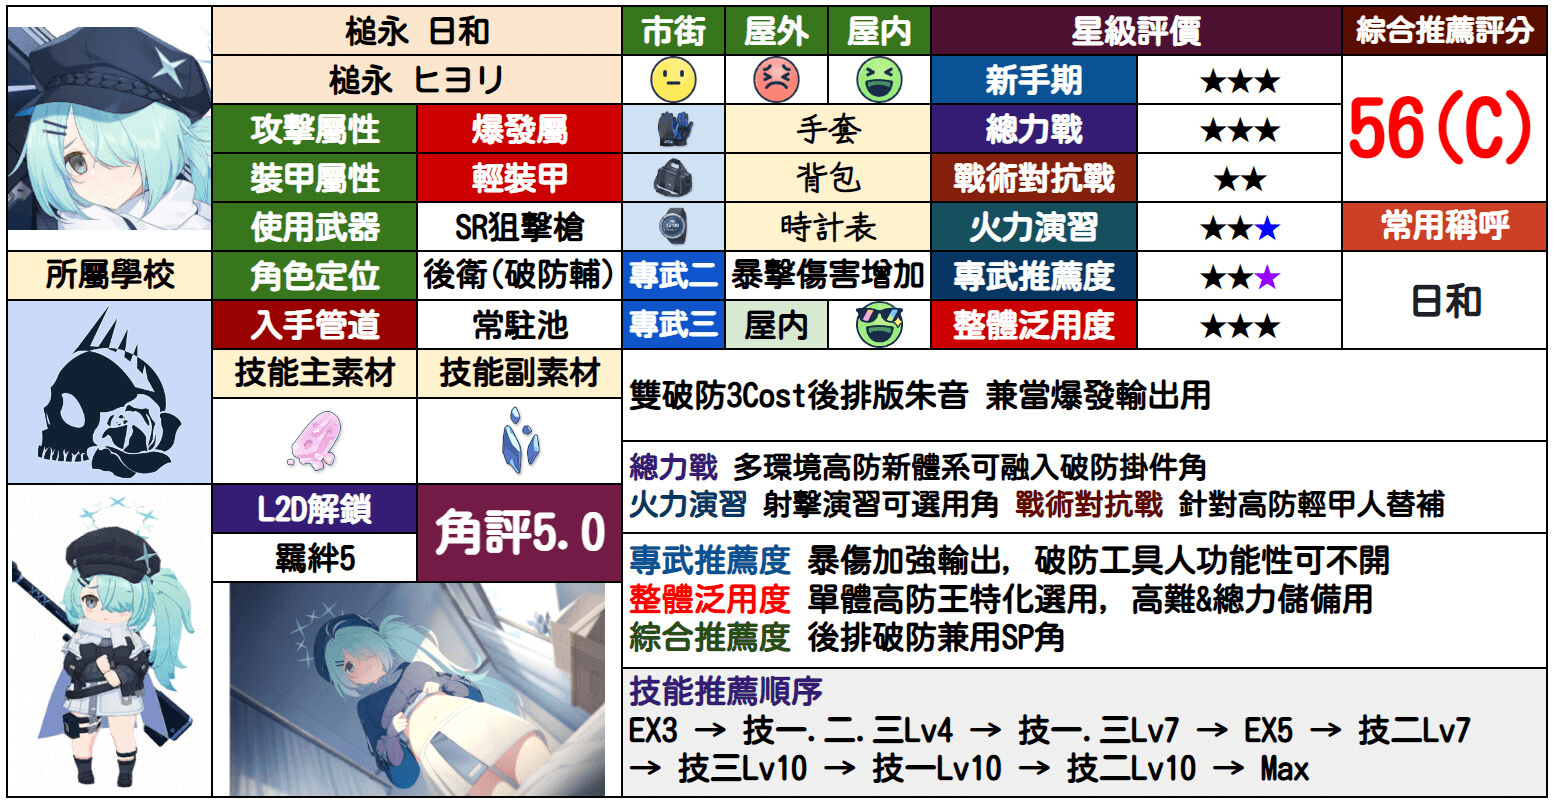 槌永 日和
市街
屋外
屋内
星級評價
綜合推薦評分
槌永 ヒヨリ
新手期
★★★
56(C)
攻擊屬性
爆發屬
手套
總力戰
★★★
裝甲屬性
輕裝甲
背包
戰術對抗戰
★★
使用武器
SR狙擊槍
時計表
火力演習
★★★
常用稱呼
所屬學校
角色定位
後衛(破防輔)
專武二
暴擊傷害增加
專武推薦度
★★★
日和
入手管道
常駐池
專武三
屋内
整體泛用度
★★★
技能主素材
技能副素材
雙破防3Cost後排版朱音 兼當爆發輸出用
總力戰 多環境高防新體系可融入破防掛件角
火力演習 射擊演習可選用角 戰術對抗戰 針對高防輕甲人替補
L2D解鎖
角評5.0
羈絆5
專武推薦度 暴傷加強輸出, 破防工具人功能性可不開
整體泛用度 單體高防王特化選用, 高難&總力儲備用
綜合推薦度 後排破防兼用SP角
技能推薦順序
EX3 → 技一.二.三Lv4 → 技一.三Lv7 → EX5 → 技二Lv7
→ 技三Lv10 → 技一Lv10 → 技二Lv10 → Max